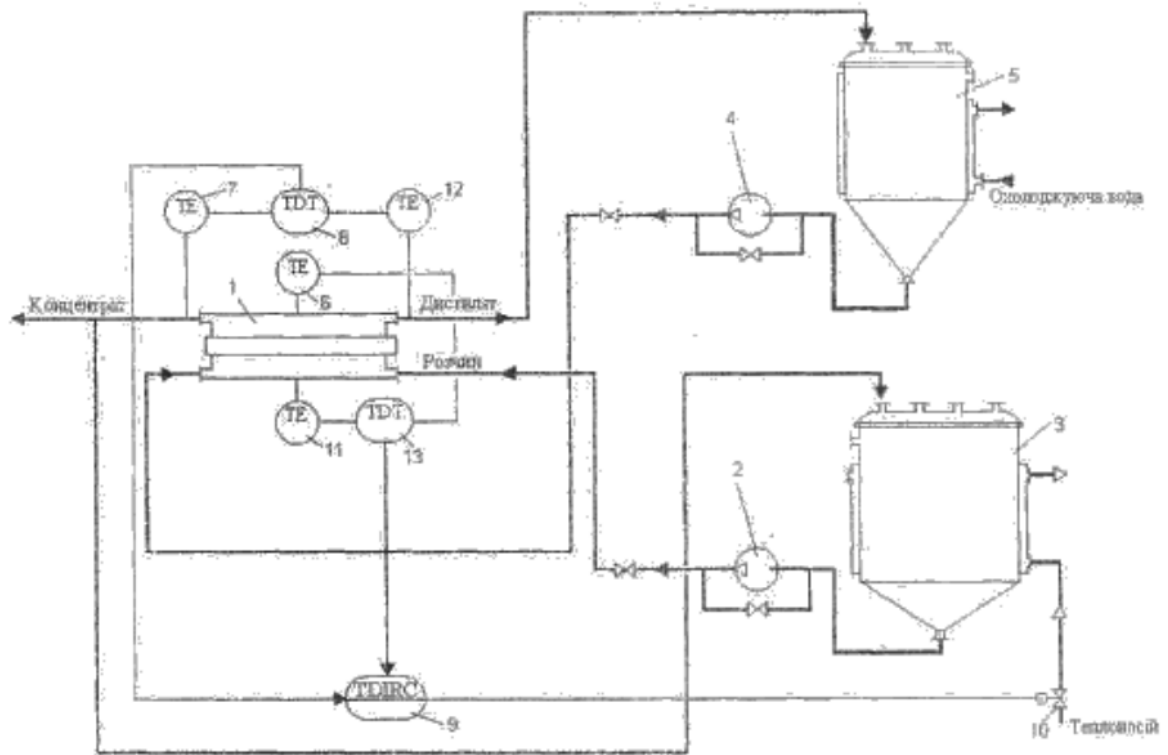 5
4
7
12
TE
TDT
TE
Охолоджуюча вода
8
TE
6
1
Концентрат
Дистилят
Розчин
TE
TDT
11
13
3
2
TDIRC
9
10
Теплоносій